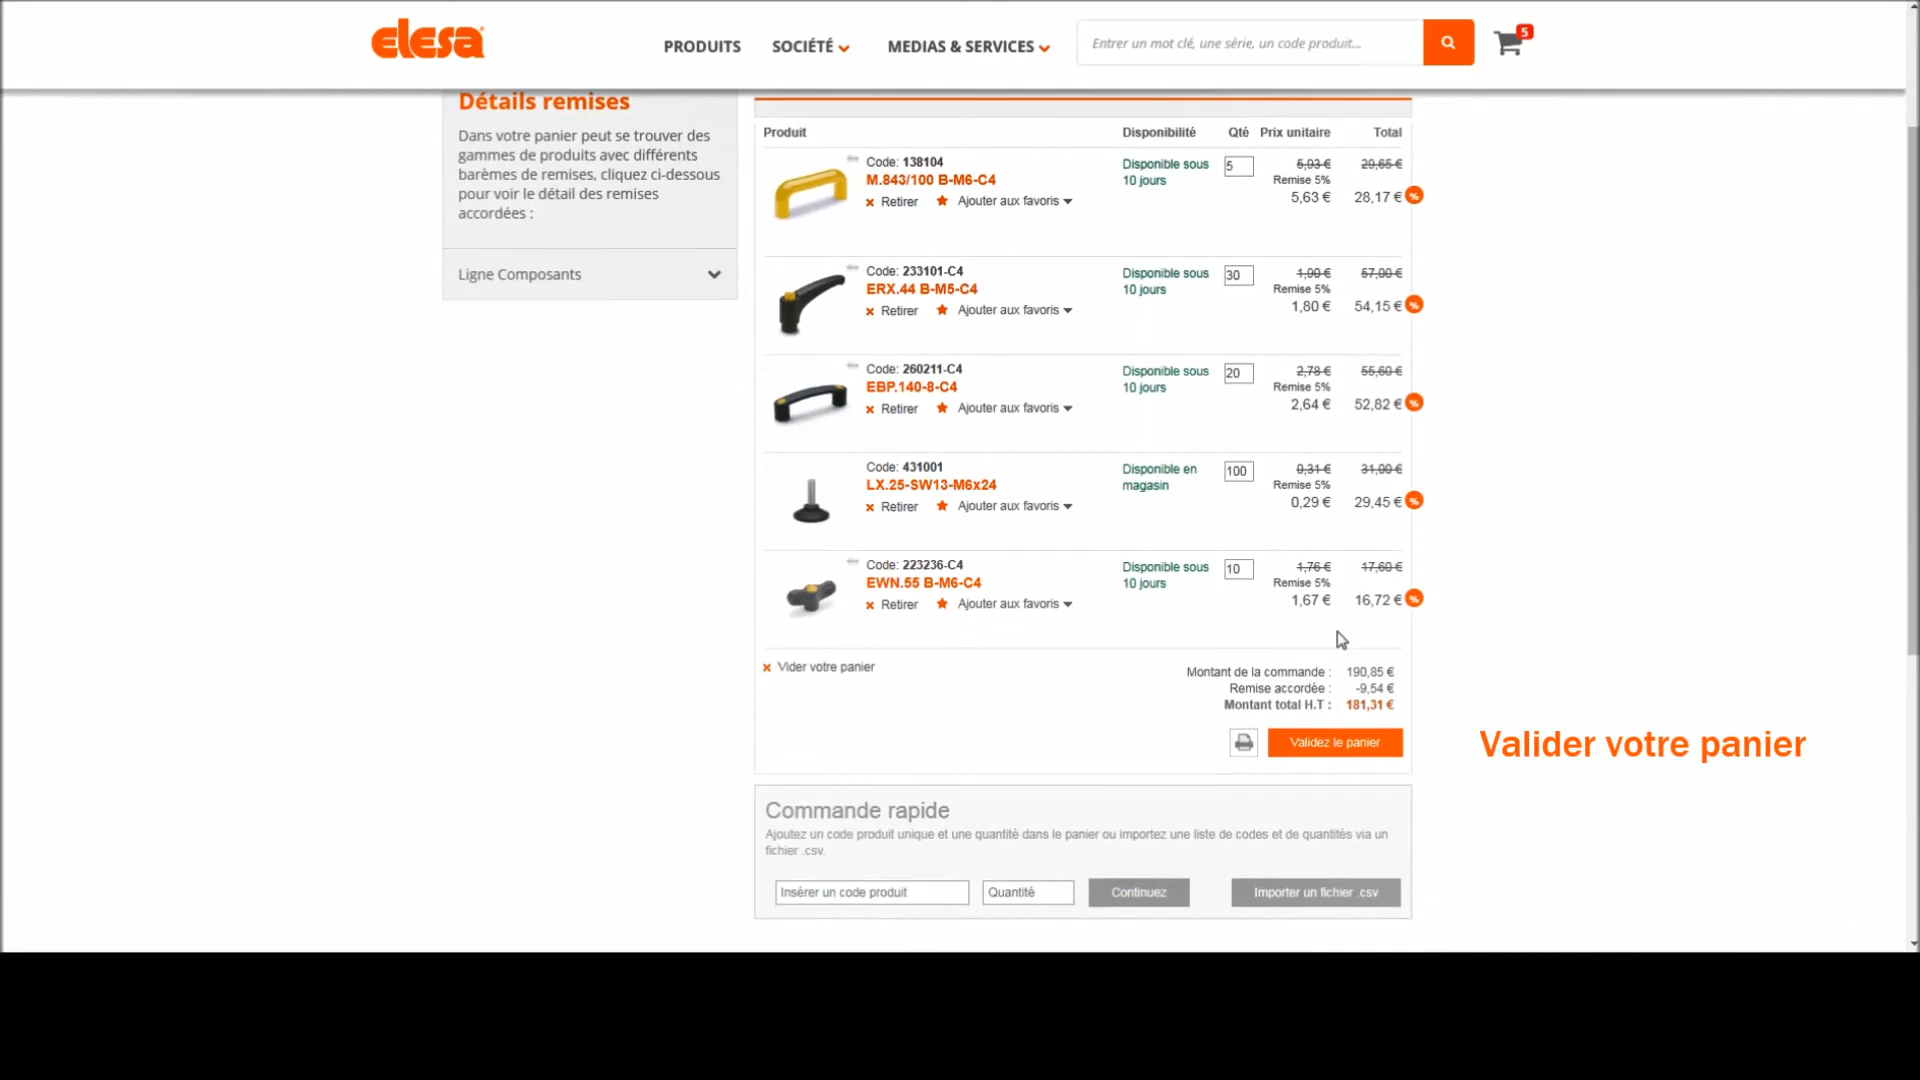 elesa
PRODUITS
SOCIÉTÉ
MEDIAS & SERVICES
Entrer un mot clé, une série, un code produit...
5
Détails remises
Dans votre panier peut se trouver des
gammes de produits avec différents
barèmes de remises, cliquez ci-dessous
pour voir le détail des remises
accordées :
Ligne Composants
Produit Disponibilité Qté Prix unitaire Total
Code: 138104
M.843/100 B-M6-C4
Retirer Ajouter aux favoris
Disponible sous
10 jours
5
5,93 € 29,65 €
Remise 5%
5,63 € 28,17 € %
Code: 233101-C4
ERX.44 B-M5-C4
Retirer Ajouter aux favoris
Disponible sous
10 jours
30
1,90 € 57,00 €
Remise 5%
1,80 € 54,15 € %
Code: 260211-C4
EBP.140-8-C4
Retirer Ajouter aux favoris
Disponible sous
10 jours
20
2,78 € 55,60 €
Remise 5%
2,64 € 52,82 € %
Code: 431001
LX.25-SW13-M6x24
Retirer Ajouter aux favoris
Disponible en
magasin
100
0,31 € 31,00 €
Remise 5%
0,29 € 29,45 € %
Code: 223236-C4
EWN.55 B-M6-C4
Retirer Ajouter aux favoris
Disponible sous
10 jours
10
1,76 € 17,60 €
Remise 5%
1,67 € 16,72 € %
Vider votre panier
Montant de la commande : 190,85 €
Remise accordée : -9,54 €
Montant total H.T : 181,31 €
Validez le panier
Valider votre panier
Commande rapide
Ajoutez un code produit unique et une quantité dans le panier ou importez une liste de codes et de quantités via un
fichier .csv.
Insérer un code produit
Quantité
Continuez
Importer un fichier .csv